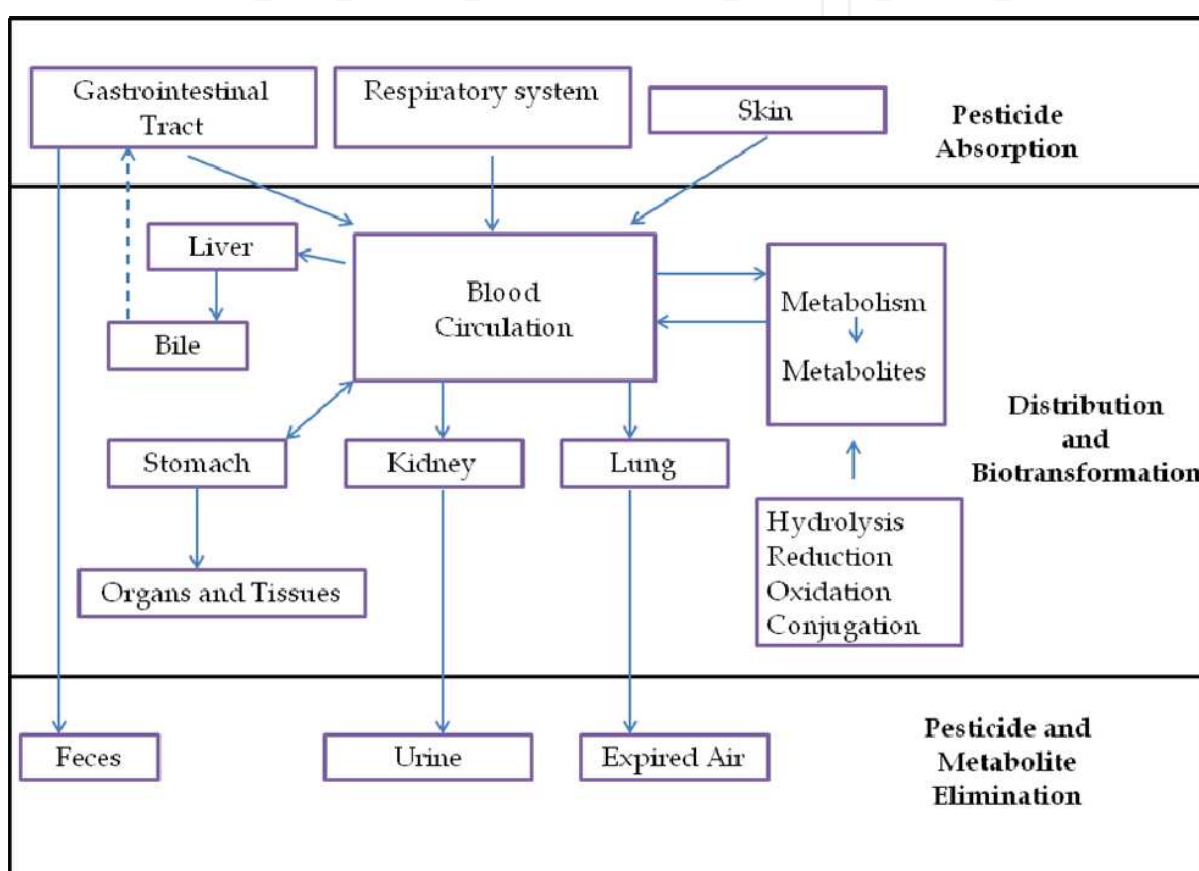 Gastrointestinal
Tract
Respiratory system
Skin
Pesticide
Absorption
Liver
Bile
Blood
Circulation
Metabolism
Metabolites
Stomach
Kidney
Lung
Organs and Tissues
Hydrolysis
Reduction
Oxidation
Conjugation
Distribution
and
Biotransformation
Feces
Urine
Expired Air
Pesticide and
Metabolite
Elimination